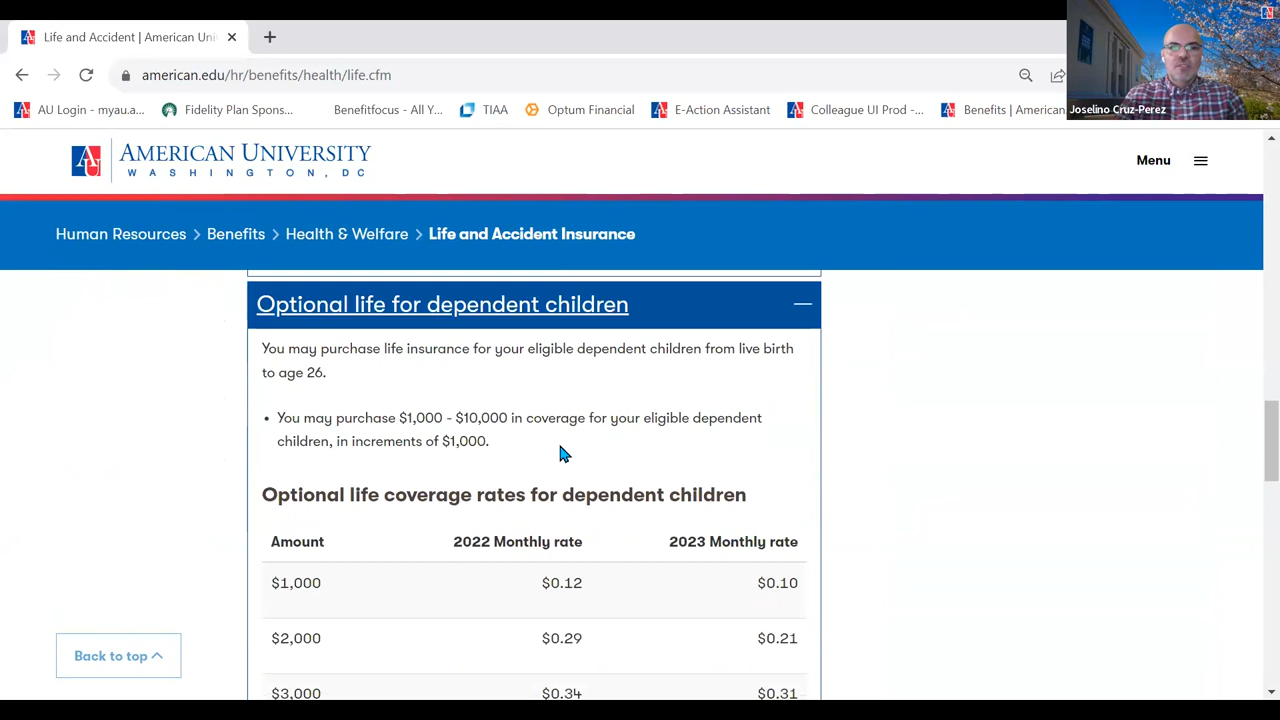 Life and Accident | American Uni
american.edu/hr/benefits/health/life.cfm
AU Login - myau.a...
Fidelity Plan Spons...
Benefitfocus - All Y...
TIAA
Optum Financial
E-Action Assistant
Colleague UI Prod -...
Benefits | American
Joselino Cruz-Perez
AU
AMERICAN UNIVERSITY
WASHINGTON, DC
Menu
Human Resources > Benefits > Health & Welfare > Life and Accident Insurance
Optional life for dependent children
You may purchase life insurance for your eligible dependent children from live birth
to age 26.
• You may purchase $1,000 - $10,000 in coverage for your eligible dependent
children, in increments of $1,000.
Optional life coverage rates for dependent children
Amount 2022 Monthly rate 2023 Monthly rate
$1,000 $0.12 $0.10
$2,000 $0.29 $0.21
$3,000 $0.34 $0.31
Back to top